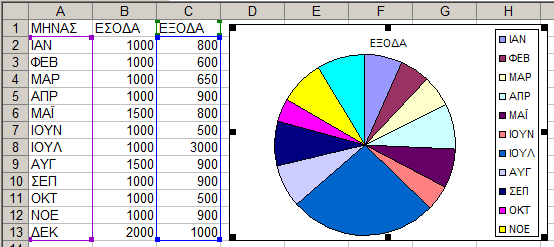 A B C D E F G H
1 ΜΗΝΑΣ ΕΣΟΔΑ ΕΞΟΔΑ
2 ΙΑΝ 1000 800
3 ΦΕΒ 1000 600
4 ΜΑΡ 1000 650
5 ΑΠΡ 1000 900
6 ΜΑΪ 1500 800
7 ΙΟΥΝ 1000 500
8 ΙΟΥΛ 1000 3000
9 ΑΥΓ 1500 900
10 ΣΕΠ 1000 900
11 ΟΚΤ 1000 500
12 ΝΟΕ 1000 900
13 ΔΕΚ 2000 1000
ΕΞΟΔΑ
ΙΑΝ
ΦΕΒ
ΜΑΡ
ΑΠΡ
ΜΑΪ
ΙΟΥΝ
ΙΟΥΛ
ΑΥΓ
ΣΕΠ
ΟΚΤ
ΝΟΕ